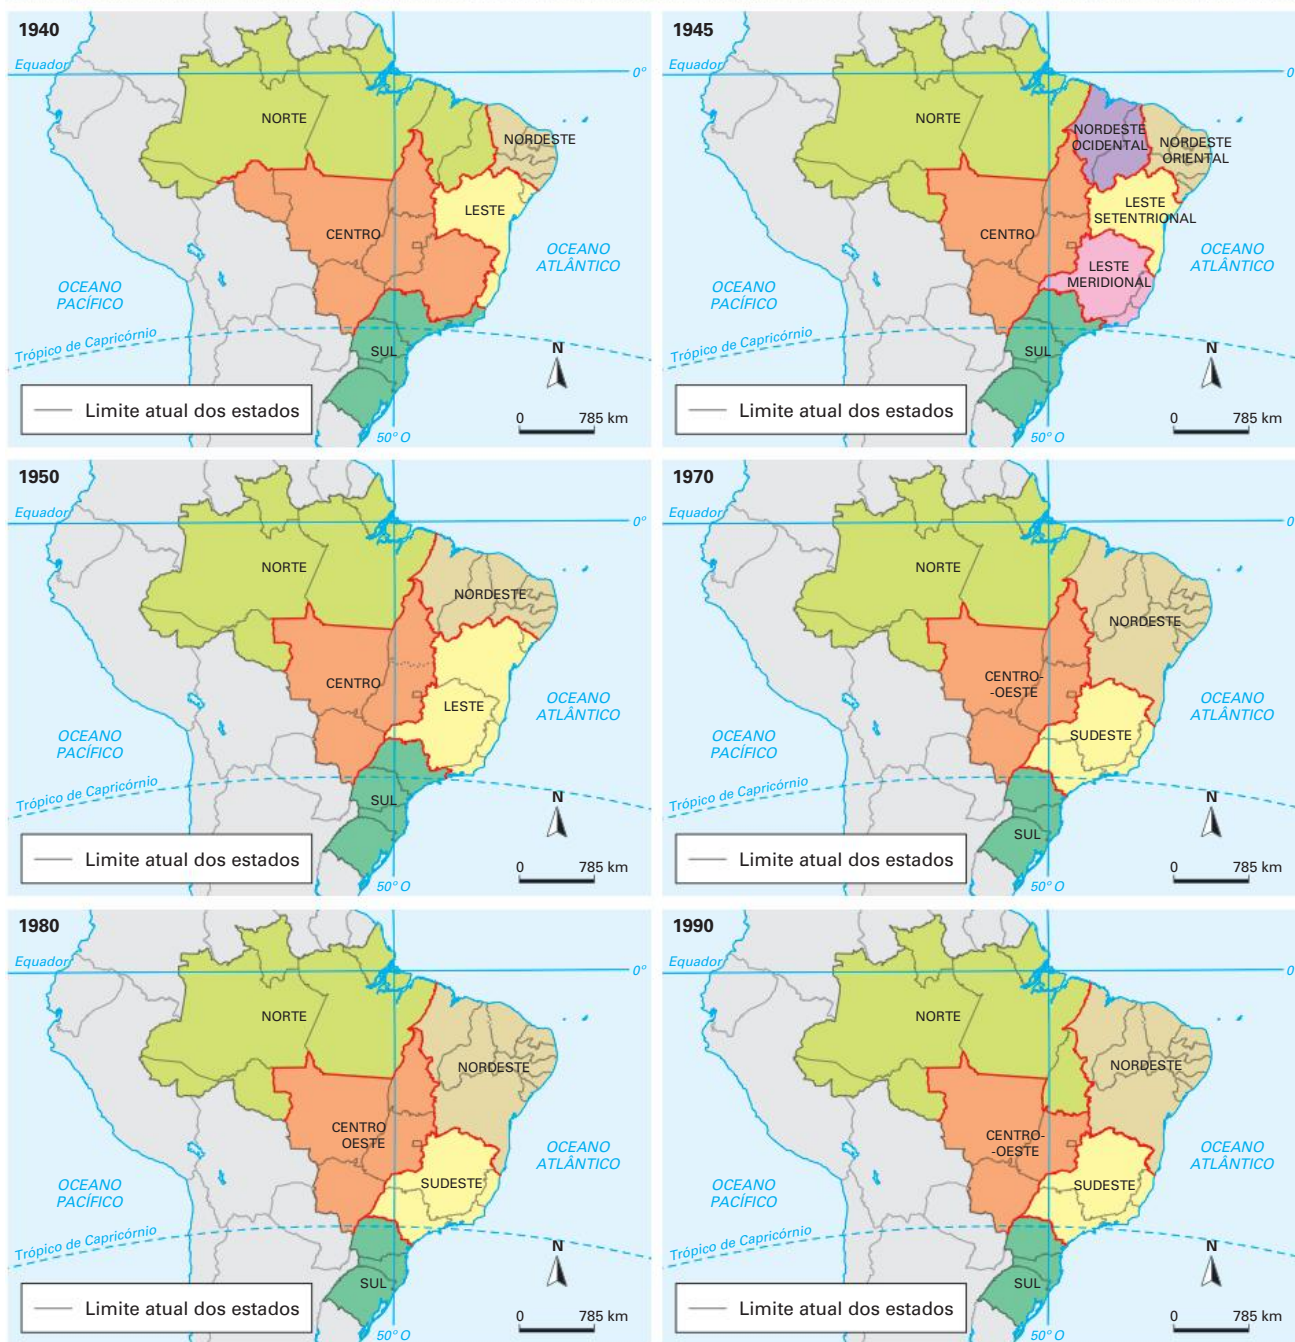 1940
Equador
0°
NORTE
NORDESTE
LESTE
CENTRO
OCEANO
ATLÂNTICO
OCEANO
PACÍFICO
Trópico de Capricórnio
SUL
N
Limite atual dos estados
0 785 km
50° O
1945
Equador
0
NORTE
NORDESTE
OCIDENTAL
NORDESTE
ORIENTAL
LESTE
SETENTRIONAL
CENTRO
OCEANO
ATLÂNTICO
LESTE
MERIDIONAL
OCEANO
PACÍFICO
Trópico de Capricórnio
SUL
N
Limite atual dos estados
0 785 km
50° O
1950
Equador
0°
NORTE
NORDESTE
CENTRO
LESTE
OCEANO
ATLÂNTICO
OCEANO
PACÍFICO
Trópico de Capricórnio
SUL
N
Limite atual dos estados
0 785 km
50° O
1970
Equador
0
NORTE
NORDESTE
CENTRO-
-OESTE
OCEANO
ATLÂNTICO
SUDESTE
OCEANO
PACÍFICO
Trópico de Capricórnio
SUL
N
Limite atual dos estados
0 785 km
50° O
1980
Equador
0°
NORTE
NORDESTE
CENTRO
OESTE
OCEANO
ATLÂNTICO
SUDESTE
OCEANO
PACÍFICO
Trópico de Capricórnio
SUL
N
Limite atual dos estados
0 785 km
50° O
1990
Equador
0
NORTE
NORDESTE
CENTRO-
-OESTE
OCEANO
ATLÂNTICO
SUDESTE
OCEANO
PACÍFICO
Trópico de Capricórnio
SUL
N
Limite atual dos estados
0 785 km
50° O